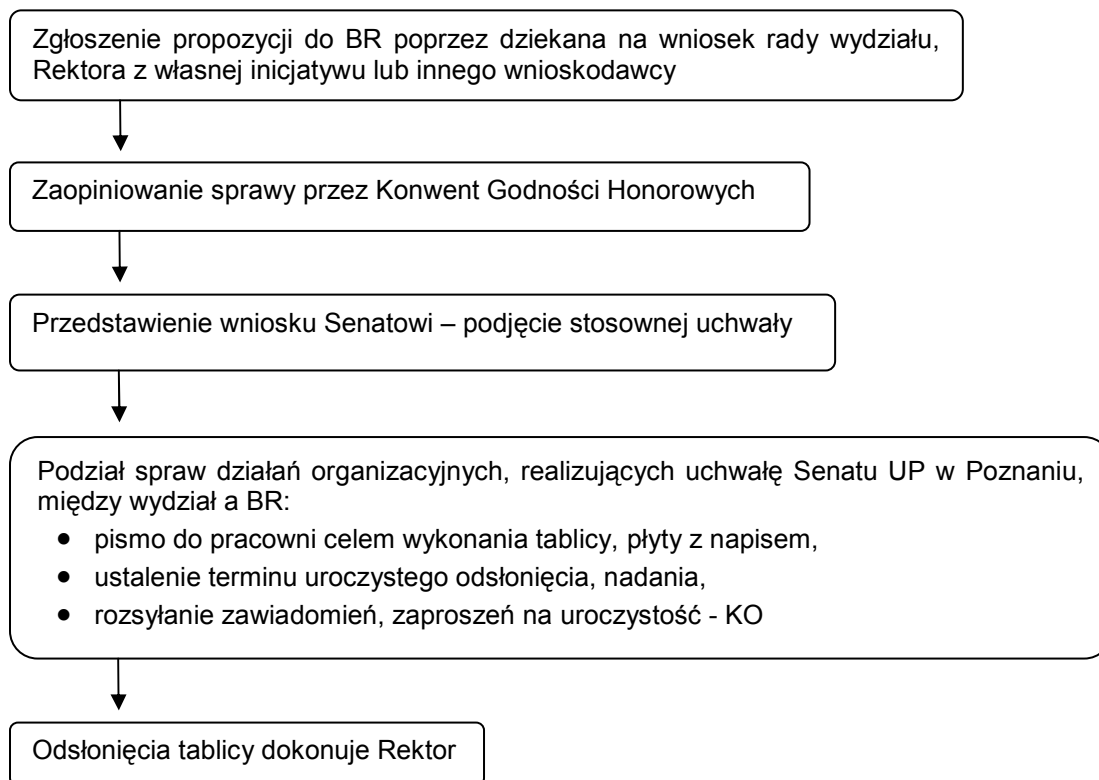 Zgłoszenie propozycji do BR poprzez dziekana na wniosek rady wydziału,
Rektora z własnej inicjatywu lub innego wnioskodawcy
Zaopiniowanie sprawy przez Konwent Godności Honorowych
Przedstawienie wniosku Senatowi – podjęcie stosownej uchwały
Podział spraw działań organizacyjnych, realizujących uchwałę Senatu UP w Poznaniu,
między wydział a BR:
• pismo do pracowni celem wykonania tablicy, płyty z napisem,
• ustalenie terminu uroczystego odsłonięcia, nadania,
• rozsyłanie zawiadomień, zaproszeń na uroczystość - KO
Odsłonięcia tablicy dokonuje Rektor